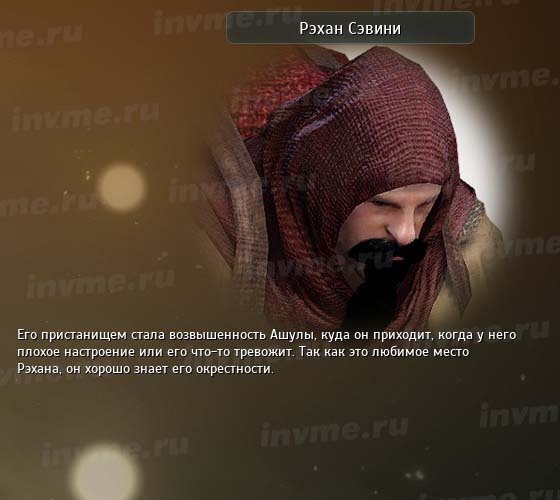 Рэхан Сэвини
Его пристанищем стала возвышенность Ашулы, куда он приходит, когда у него
плохое настроение или его что-то тревожит. Так как это любимое место
Рэхана, он хорошо знает его окрестности.
invme.ru
invme.ru
invme.ru
invme.ru
invme.ru
invme.ru
invme.ru
invme.ru
invme.ru